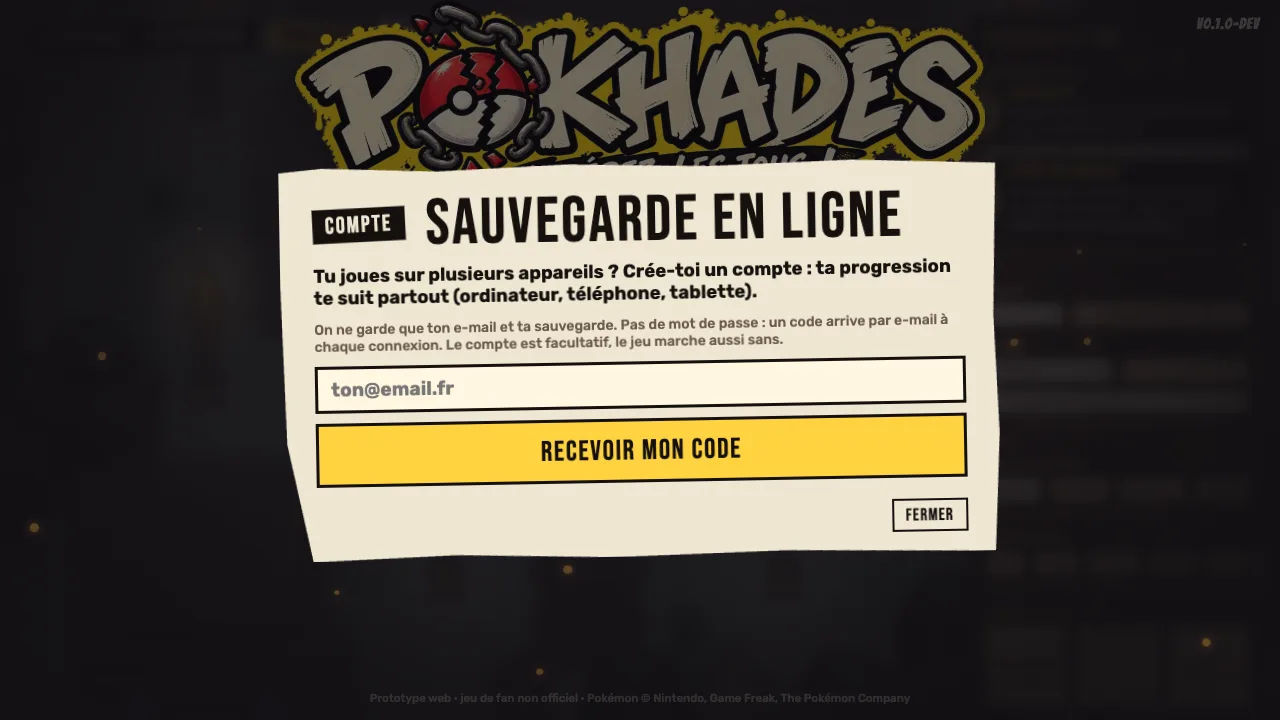 V0.1.0-DEV
POKHADES
LES TOUS !
COMPTE
SAUVEGARDE EN LIGNE
Tu joues sur plusieurs appareils ? Crée-toi un compte : ta progression
te suit partout (ordinateur, téléphone, tablette).
On ne garde que ton e-mail et ta sauvegarde. Pas de mot de passe : un code arrive par e-mail à
chaque connexion. Le compte est facultatif, le jeu marche aussi sans.
ton@email.fr
RECEVOIR MON CODE
FERMER
Prototype web • jeu de fan non officiel • Pokémon © Nintendo, Game Freak, The Pokémon Company